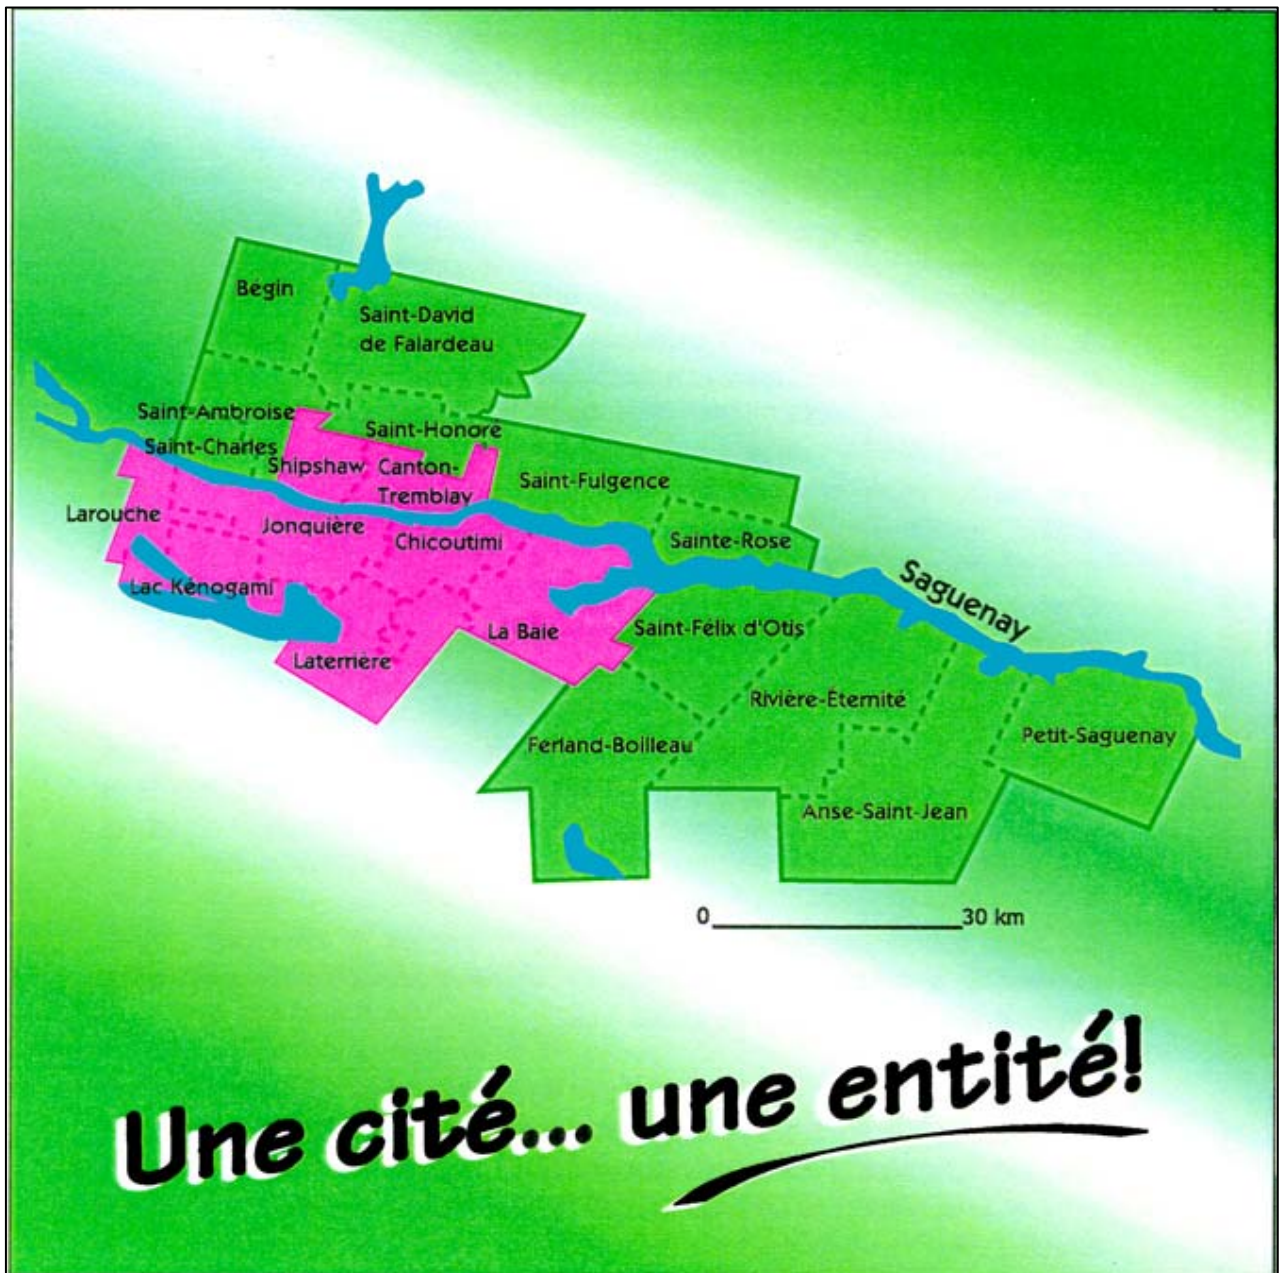 Bégin
Saint-David
de Falardeau
Saint-Ambroise
Saint-Honoré
Saint-Charles
Shipshaw
Canton-
Tremblay
Saint-Fulgence
Larouche
Jonquière
Chicoutimi
Sainte-Rose
Saguenay
Lac Kénogami
La Baie
Saint-Félix d'Otis
Laterrière
Rivière-Éternité
Ferland-Boilleau
Petit-Saguenay
Anse-Saint-Jean
0 30 km
Une cité... une entité!